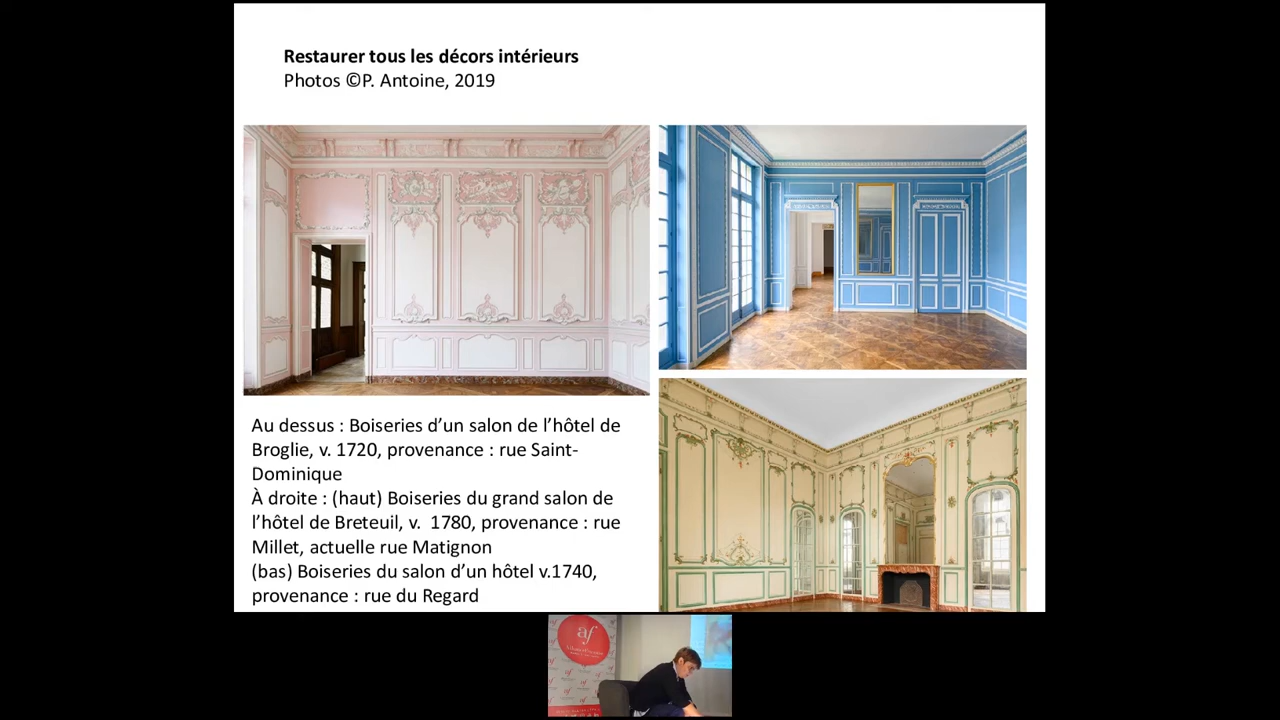 Restaurer tous les décors intérieurs
Photos ©P. Antoine, 2019
Au dessus : Boiseries d’un salon de l’hôtel de
Broglie, v. 1720, provenance : rue Saint-
Dominique
À droite : (haut) Boiseries du grand salon de
l’hôtel de Breteuil, v.  1780, provenance : rue
Millet, actuelle rue Matignon
(bas) Boiseries du salon d’un hôtel v.1740,
provenance : rue du Regard
af